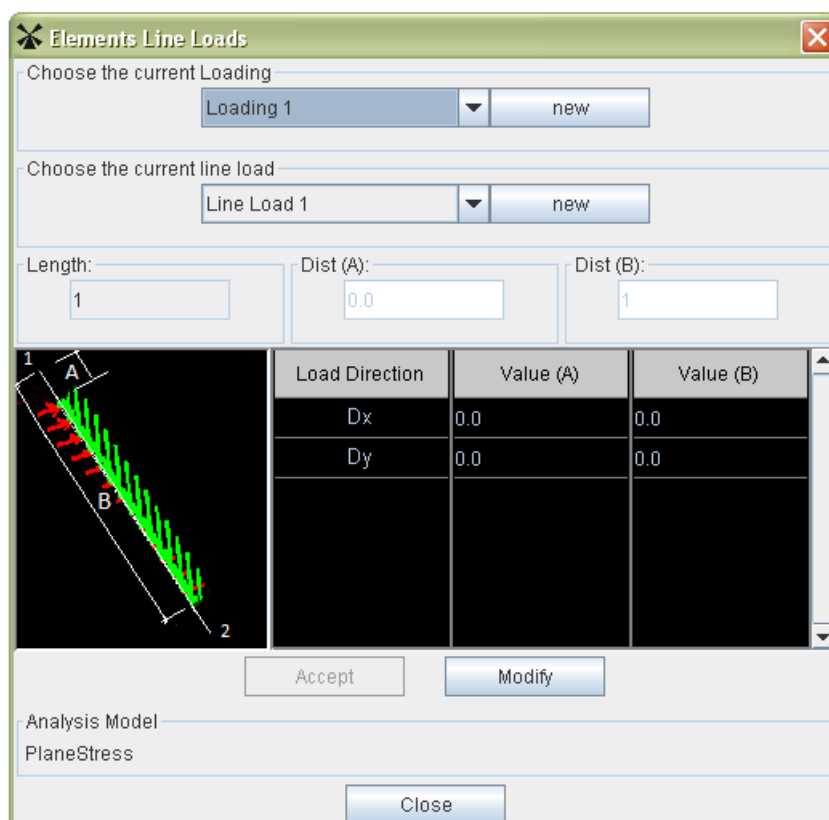 Elements Line Loads
Choose the current Loading
Loading 1 new
Choose the current line load
Line Load 1 new
Length: Dist (A): Dist (B):
1 0.0 1
1
A
B
2
Load Direction Value (A) Value (B)
Dx 0.0 0.0
Dy 0.0 0.0
Accept Modify
Analysis Model
PlaneStress
Close